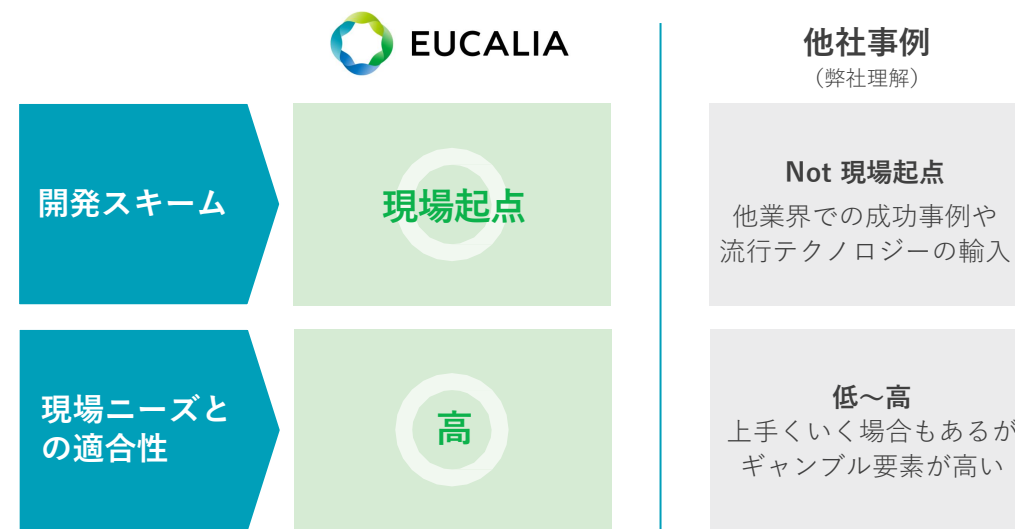 EUCALIA
他社事例
（弊社理解）
開発スキーム
現場起点
Not 現場起点
他業界での成功事例や
流行テクノロジーの輸入
現場ニーズと
の適合性
高
低～高
上手くいく場合もあるが
ギャンブル要素が高い